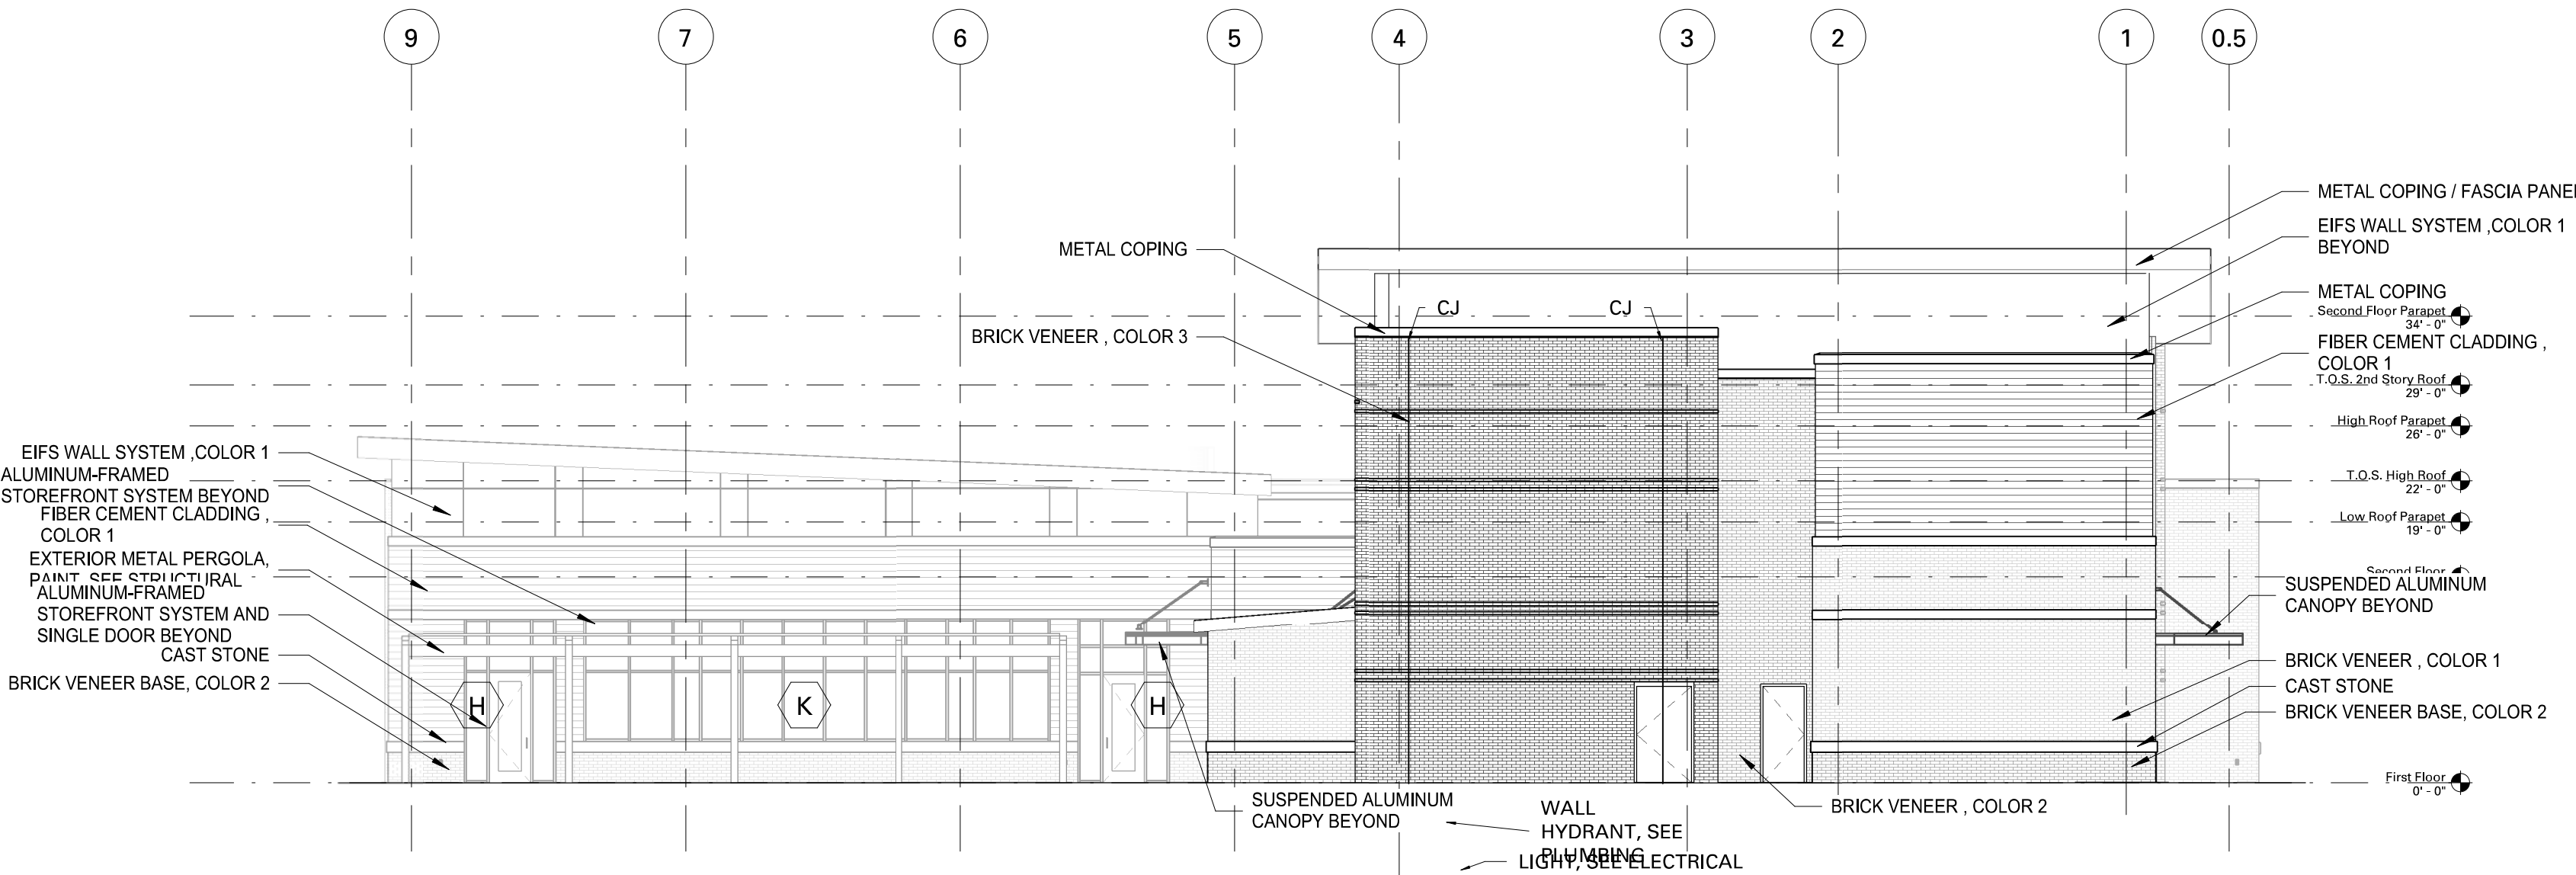 9
7
6
5
4
3
2
1
0.5
METAL COPING / FASCIA PANEL
EIFS WALL SYSTEM ,COLOR 1
BEYOND
METAL COPING
METAL COPING
Second Floor Parapet
34' - 0"
CJ
CJ
BRICK VENEER , COLOR 3
FIBER CEMENT CLADDING ,
COLOR 1
T.O.S. 2nd Story Roof
29' - 0"
High Roof Parapet
26' - 0"
T.O.S. High Roof
22' - 0"
Low Roof Parapet
19' - 0"
Second Floor
SUSPENDED ALUMINUM
CANOPY BEYOND
BRICK VENEER , COLOR 1
CAST STONE
BRICK VENEER BASE, COLOR 2
First Floor
0' - 0"
EIFS WALL SYSTEM ,COLOR 1
ALUMINUM-FRAMED
STOREFRONT SYSTEM BEYOND
FIBER CEMENT CLADDING ,
COLOR 1
EXTERIOR METAL PERGOLA,
PAINT, SEE STRUCTURAL
ALUMINUM-FRAMED
STOREFRONT SYSTEM AND
SINGLE DOOR BEYOND
CAST STONE
BRICK VENEER BASE, COLOR 2
H
K
H
SUSPENDED ALUMINUM
CANOPY BEYOND
WALL
HYDRANT, SEE
PLUMBING
LIGHT, SEE ELECTRICAL
BRICK VENEER , COLOR 2